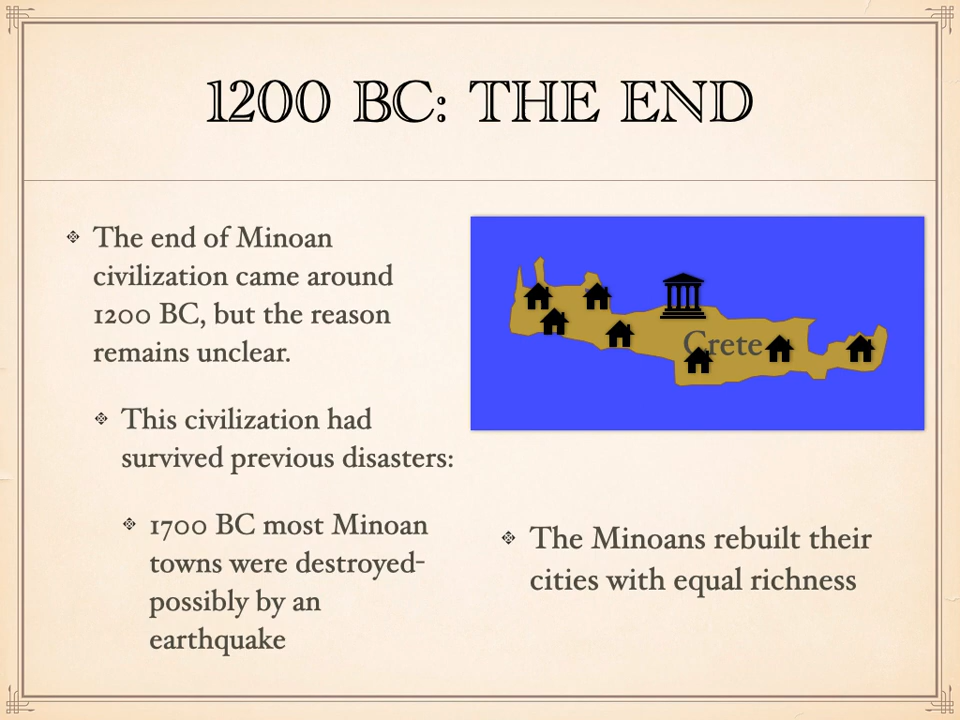 1200 BC: THE END
The end of Minoan
civilization came around
1200 BC, but the reason
remains unclear.
This civilization had
survived previous disasters:
1700 BC most Minoan
towns were destroyed-
possibly by an
earthquake
Crete
The Minoans rebuilt their
cities with equal richness